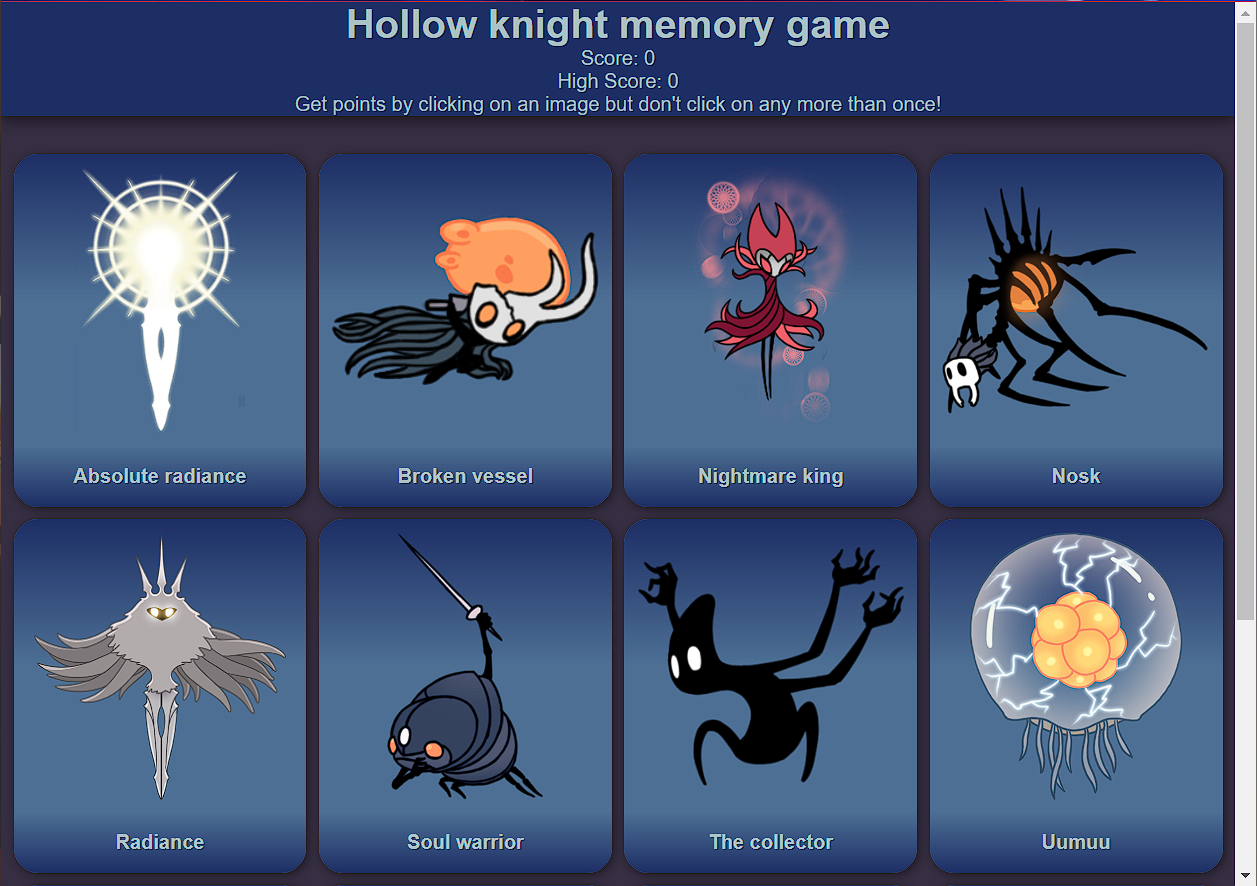 Hollow knight memory game
Score: 0
High Score: 0
Get points by clicking on an image but don't click on any more than once!
Absolute radiance
Broken vessel
Nightmare king
Nosk
Radiance
Soul warrior
The collector
Uumuu